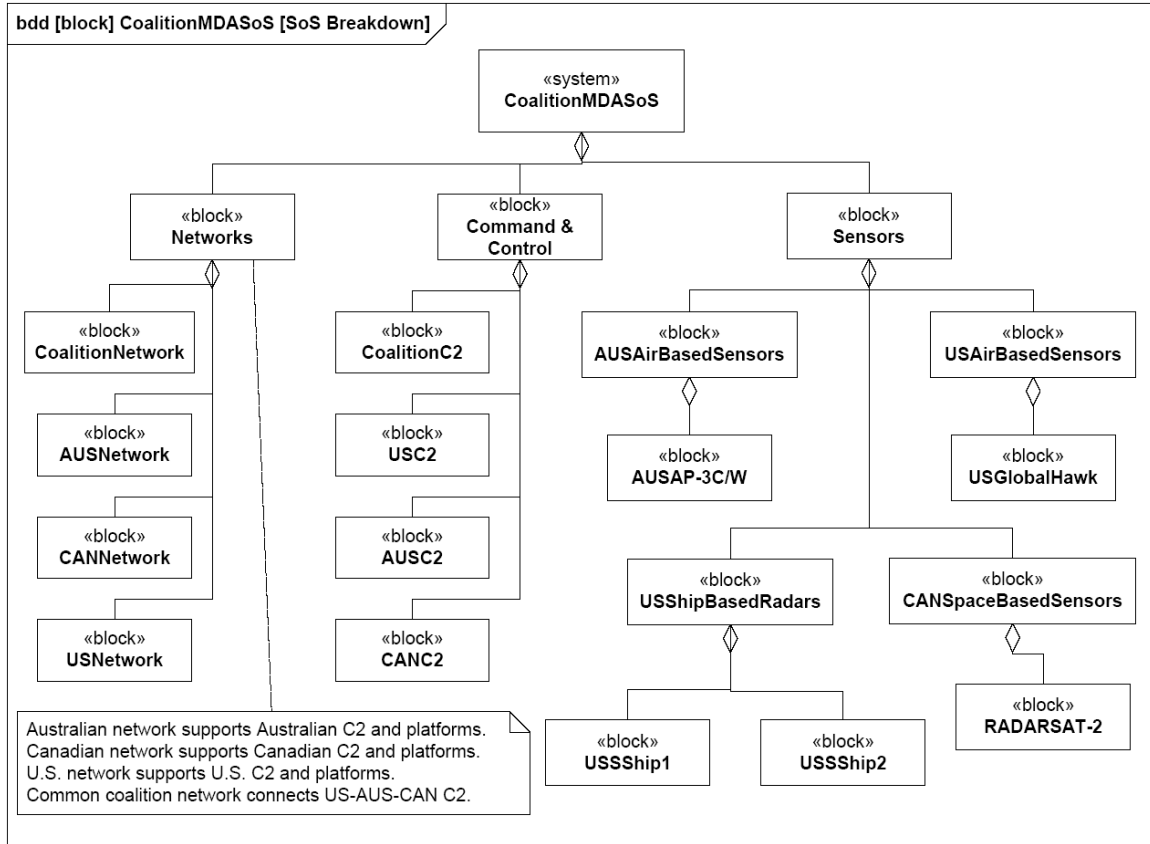 bdd [block] CoalitionMDASoS [SoS Breakdown]
«system»
CoalitionMDASoS
«block»
Networks
«block»
Command &
Control
«block»
Sensors
«block»
CoalitionNetwork
«block»
AUSNetwork
«block»
CANNetwork
«block»
USNetwork
«block»
CoalitionC2
«block»
USC2
«block»
AUSC2
«block»
CANC2
«block»
AUSAirBasedSensors
«block»
AUSAP-3C/W
«block»
USAirBasedSensors
«block»
USGlobalHawk
«block»
USShipBasedRadars
«block»
USSShip1
«block»
USSShip2
«block»
CANSpaceBasedSensors
«block»
RADARSAT-2
Australian network supports Australian C2 and platforms.
Canadian network supports Canadian C2 and platforms.
U.S. network supports U.S. C2 and platforms.
Common coalition network connects US-AUS-CAN C2.